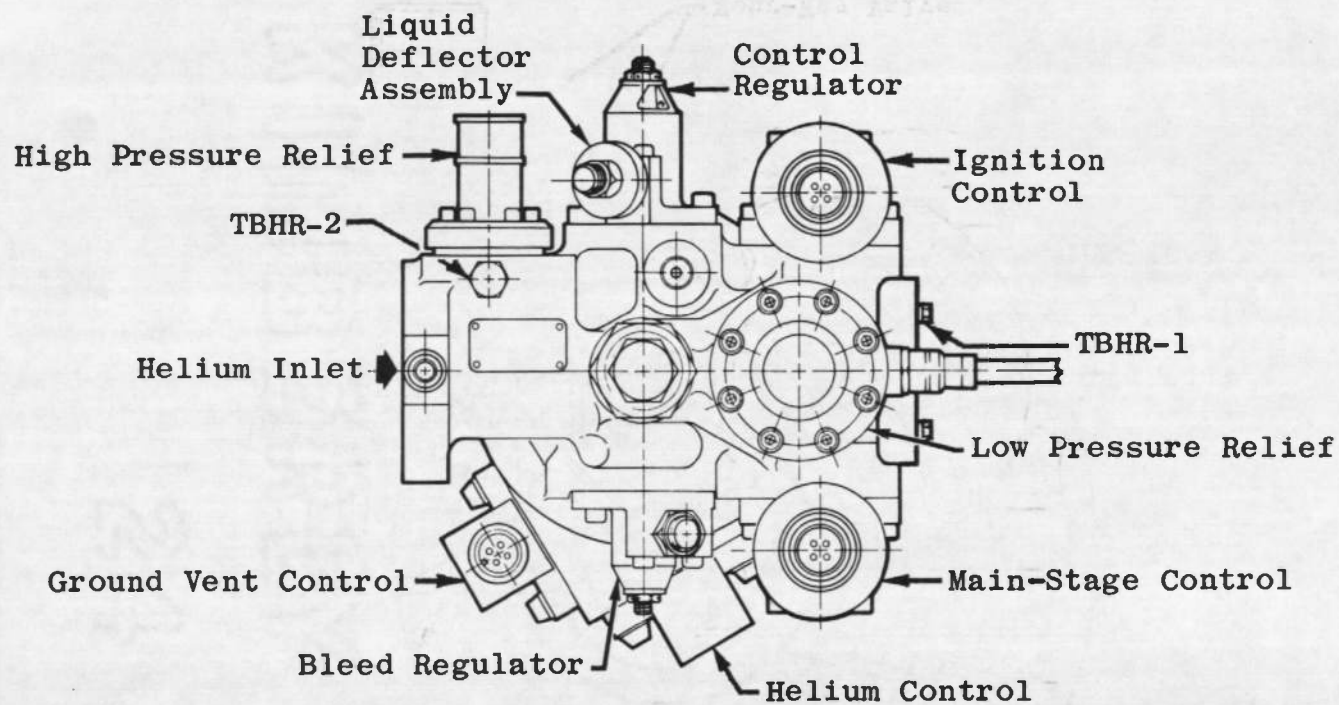 Liquid
Deflector
Assembly
Control
Regulator
High Pressure Relief
Ignition
Control
TBHR-2
TBHR-1
Helium Inlet
Low Pressure Relief
Ground Vent Control
Main-Stage Control
Bleed Regulator
Helium Control